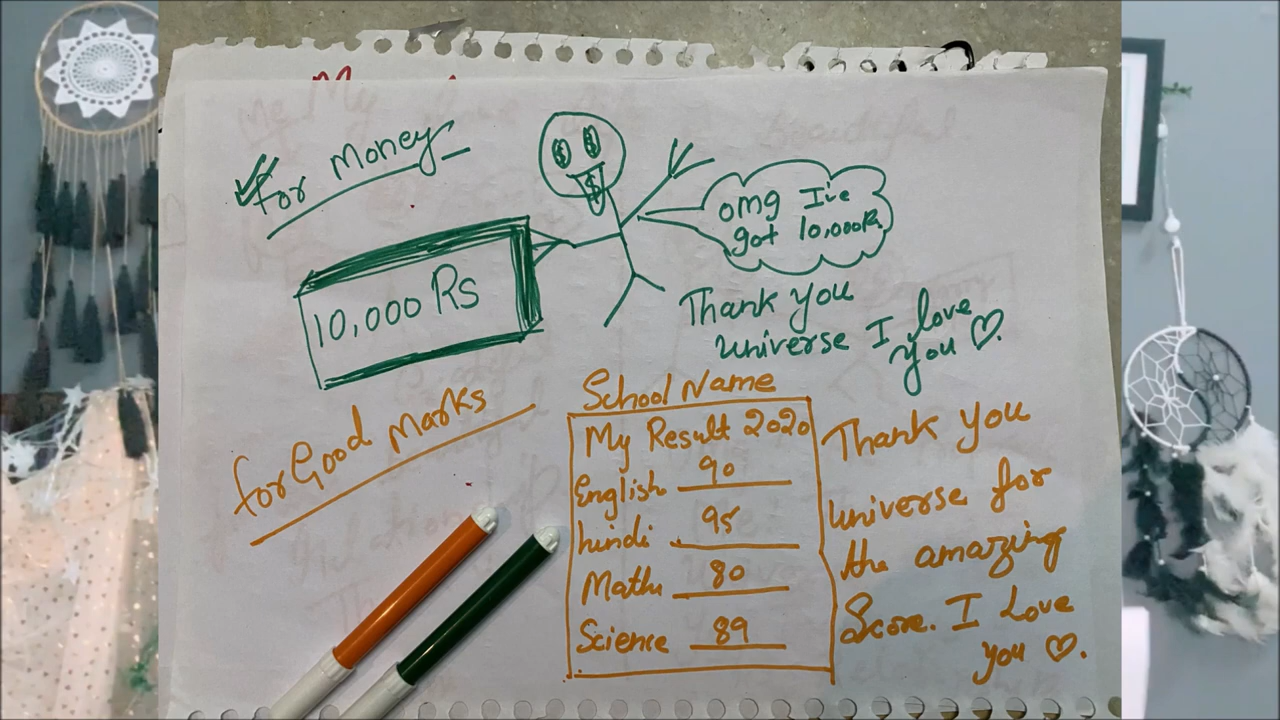 for Money
10,000 Rs
omg I've
got 10,000Rs
Thank you
universe I love
you
for Good Marks
School Name
My Result 2020
English 90
hindi 95
Maths 80
Science 89
Thank you
universe for
the amazing
Score. I Love
you